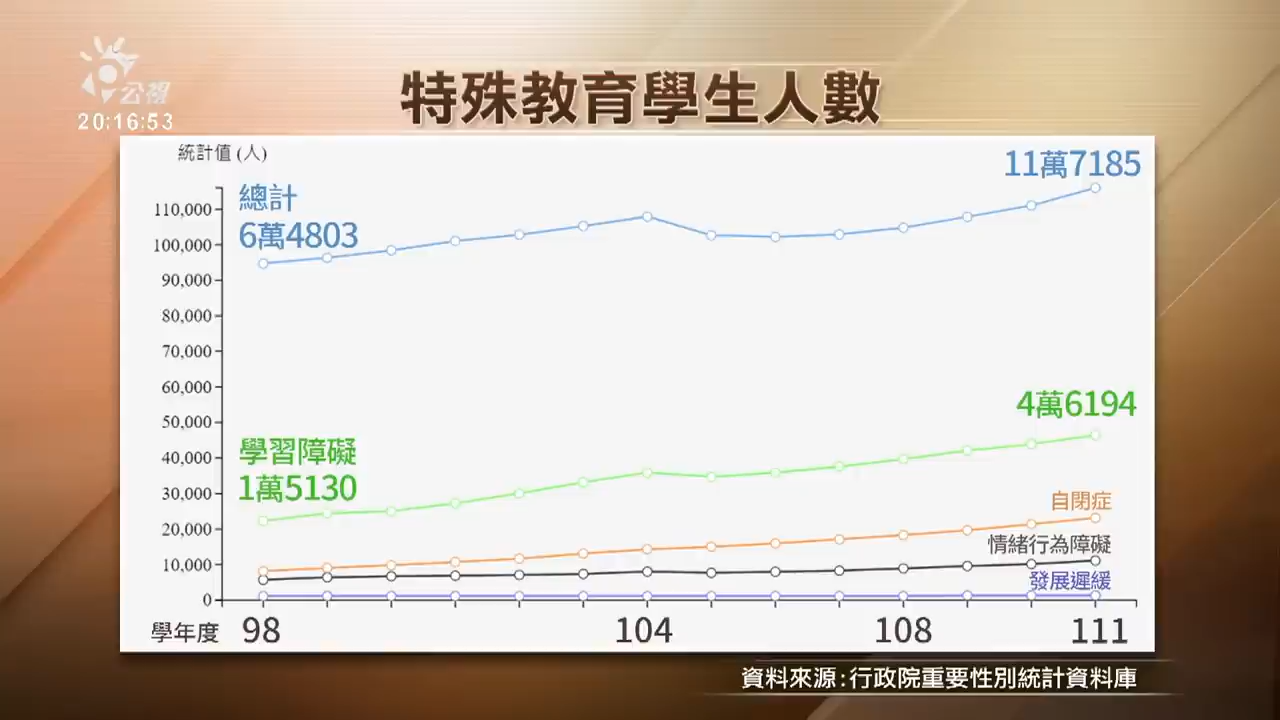 公視
20:16:53
特殊教育學生人數
統計值 (人)
11萬7185
總計
6萬4803
110,000
100,000
90,000
80,000
70,000
60,000
50,000
40,000
30,000
20,000
10,000
0
4萬6194
學習障礙
1萬5130
自閉症
情緒行為障礙
發展遲緩
學年度 98 104 108 111
資料來源:行政院重要性別統計資料庫